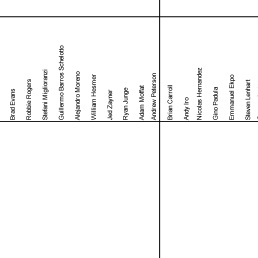 Brad Evans
Robbie Rogers
Stefani Miglioranzi
Guillermo Barros Schelotto
Alejandro Moreno
William Hesmer
Jed Zayner
Ryan Junge
Adam Moffat
Andrew Peterson
Brian Carroll
Andy Iro
Nicolas Hernandez
Gino Padula
Emmanuel Ekpo
Steven Lenhart